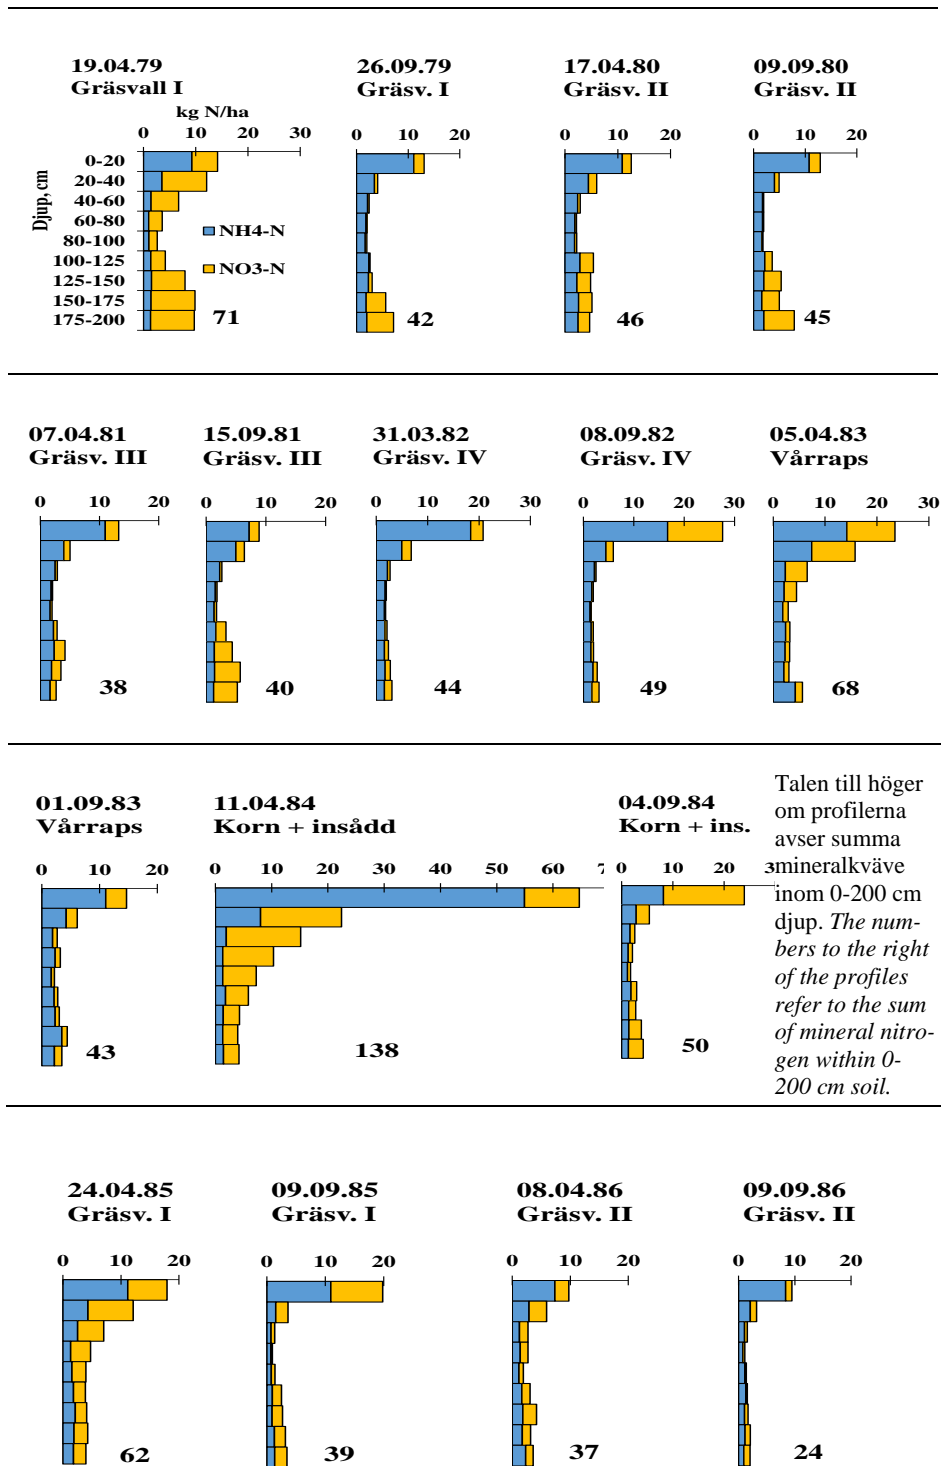 19.04.79 26.09.79 17.04.80 09.09.80
Gräsvall I Gräsv. I Gräsv. II Gräsv. II
kg N/ha
0 10 20 30 0 10 20 0 10 20 0 10 20
Djup, cm
0-20
20-40
40-60
60-80
80-100
100-125
125-150
150-175
175-200
NH4-N
NO3-N
71 42 46 45
07.04.81 15.09.81 31.03.82 08.09.82 05.04.83
Gräsv. III Gräsv. III Gräsv. IV Gräsv. IV Vårraps
0 10 20 0 10 20 0 10 20 30 0 10 20 30 0 10 20 30
38 40 44 49 68
01.09.83 11.04.84 04.09.84
Vårraps Korn + insådd Korn + ins.
0 10 20 0 10 20 30 40 50 60 7 0 10 20 3
43 138 50
Talen till höger
om profilerna
avser summa
mineralkväve
inom 0-200 cm
djup. The num-
bers to the right
of the profiles
refer to the sum
of mineral nitro-
gen within 0-
200 cm soil.
24.04.85 09.09.85 08.04.86 09.09.86
Gräsv. I Gräsv. I Gräsv. II Gräsv. II
0 10 20 0 10 20 0 10 20 0 10 20
62 39 37 24